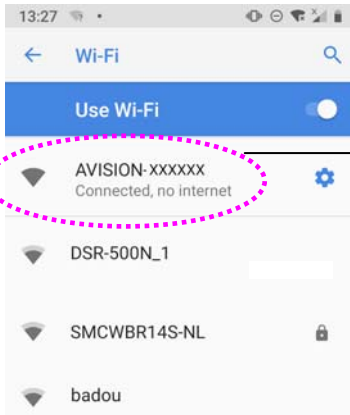 13:27
Wi-Fi
Use Wi-Fi
AVISION-xxxxxx
Connected, no internet
DSR-500N_1
SMCWBR14S-NL
badou